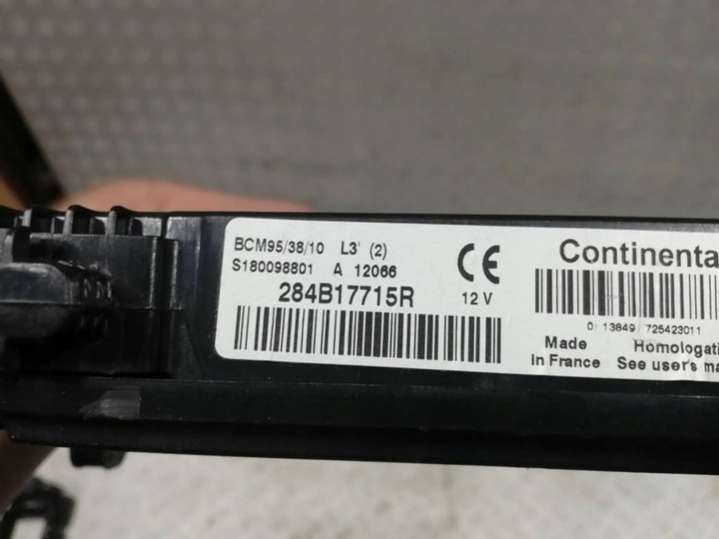 BCM95/38/10 L3' (2)
S180098801 A 12066
284B17715R
12 V
Continenta
0 13849 725423011
Made
in France
Homologati
See user's ma